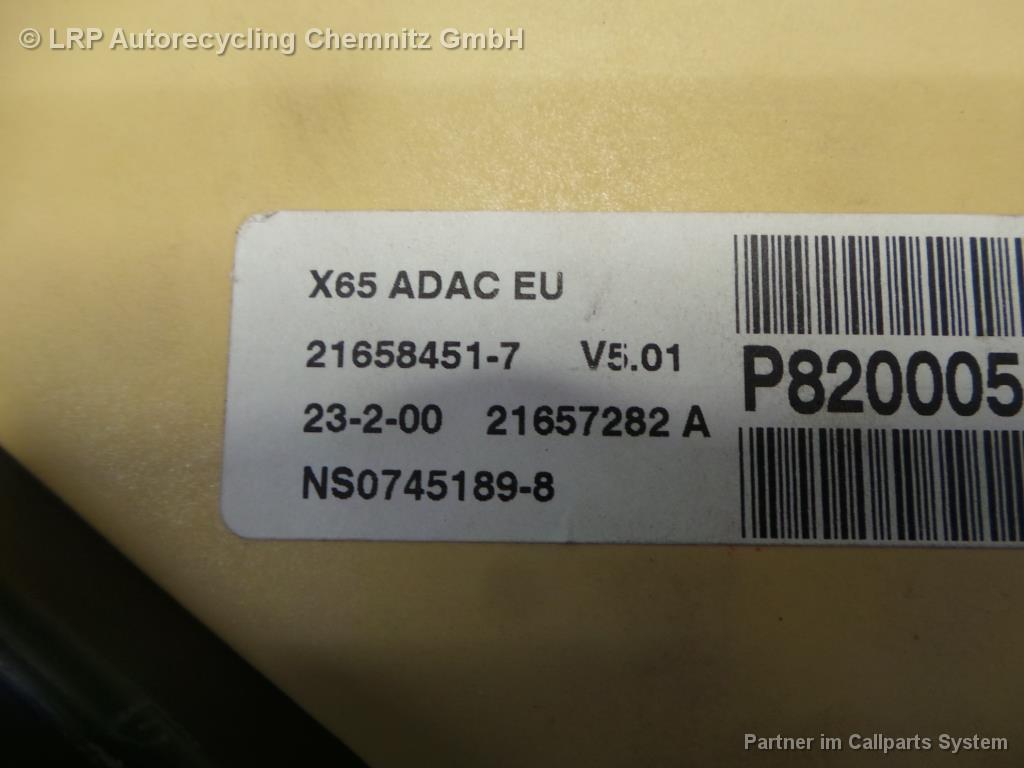 © LRP Autorecycling Chemnitz GmbH
X65 ADAC EU
21658451-7 V5.01
23-2-00 21657282 A
NS0745189-8
P820005
Partner im Callparts System